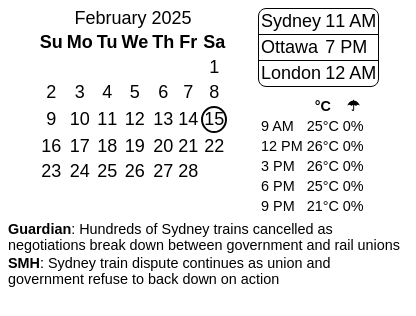 February 2025
Su Mo Tu We Th Fr Sa
1
2 3 4 5 6 7 8
9 10 11 12 13 14 15
16 17 18 19 20 21 22
23 24 25 26 27 28
Sydney 11 AM
Ottawa 7 PM
London 12 AM
°C ☂
9 AM 25°C 0%
12 PM 26°C 0%
3 PM 26°C 0%
6 PM 25°C 0%
9 PM 21°C 0%
Guardian: Hundreds of Sydney trains cancelled as
negotiations break down between government and rail unions
SMH: Sydney train dispute continues as union and
government refuse to back down on action